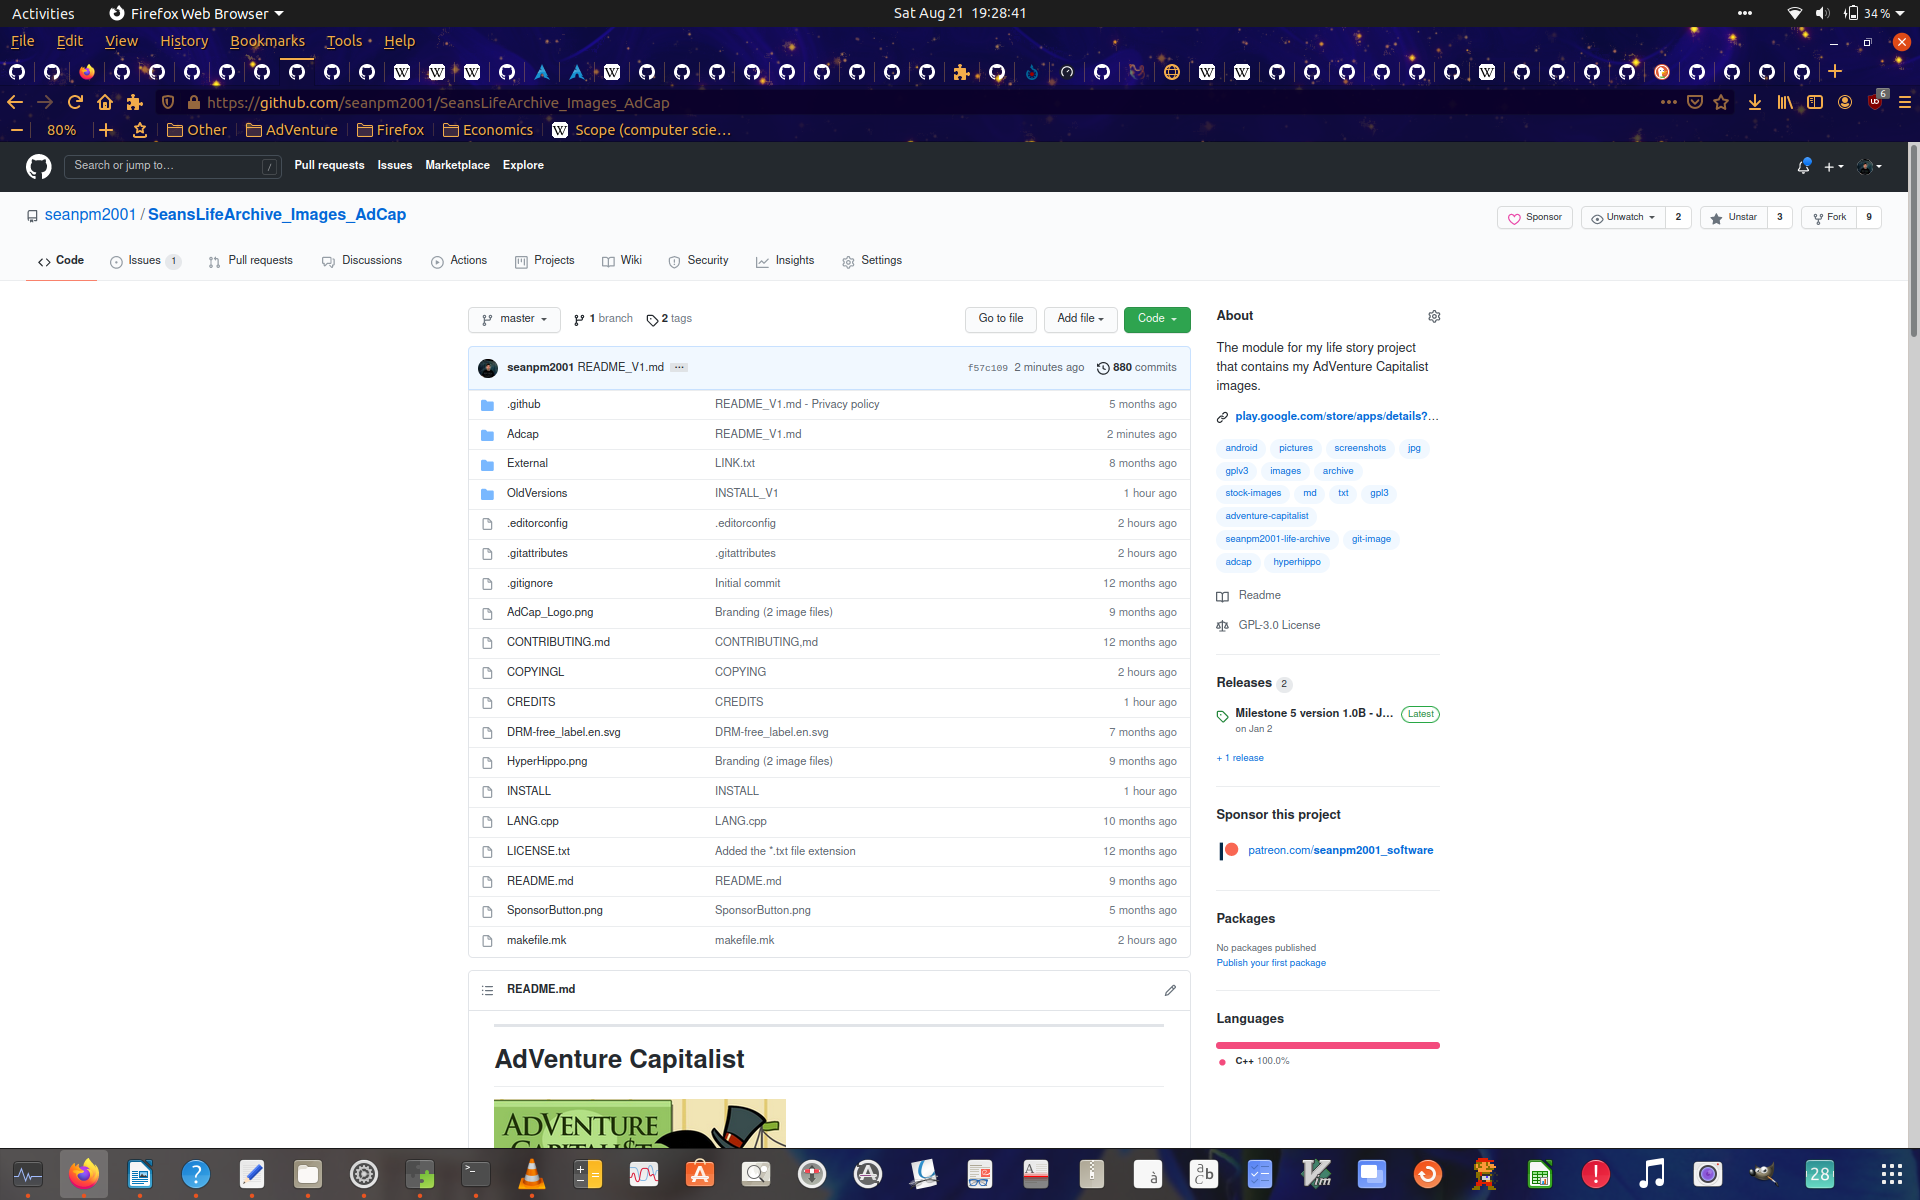 Activities Firefox Web Browser Sat Aug 21 19:28:41 34 %
File Edit View History Bookmarks Tools Help
https://github.com/seanpm2001/SeansLifeArchive_Images_AdCap 6
80% Other AdVenture Firefox Economics Scope (computer scie…
Search or jump to… / Pull requests Issues Marketplace Explore
seanpm2001 / SeansLifeArchive_Images_AdCap Sponsor Unwatch 2 Unstar 3 Fork 9
Code Issues 1 Pull requests Discussions Actions Projects Wiki Security Insights Settings
master 1 branch 2 tags Go to file Add file Code
seanpm2001 README_V1.md ... f57c109 2 minutes ago 880 commits
.github README_V1.md - Privacy policy 5 months ago
Adcap README_V1.md 2 minutes ago
External LINK.txt 8 months ago
OldVersions INSTALL_V1 1 hour ago
.editorconfig .editorconfig 2 hours ago
.gitattributes .gitattributes 2 hours ago
.gitignore Initial commit 12 months ago
AdCap_Logo.png Branding (2 image files) 9 months ago
CONTRIBUTING.md CONTRIBUTING,md 12 months ago
COPYINGL COPYING 2 hours ago
CREDITS CREDITS 1 hour ago
DRM-free_label.en.svg DRM-free_label.en.svg 7 months ago
HyperHippo.png Branding (2 image files) 9 months ago
INSTALL INSTALL 1 hour ago
LANG.cpp LANG.cpp 10 months ago
LICENSE.txt Added the *.txt file extension 12 months ago
README.md README.md 9 months ago
SponsorButton.png SponsorButton.png 5 months ago
makefile.mk makefile.mk 2 hours ago
README.md
AdVenture Capitalist
ADVENTURE
CAPITALI$T
About
The module for my life story project
that contains my AdVenture Capitalist
images.
play.google.com/store/apps/details?…
android pictures screenshots jpg
gplv3 images archive
stock-images md txt gpl3
adventure-capitalist
seanpm2001-life-archive git-image
adcap hyperhippo
Readme
GPL-3.0 License
Releases 2
Milestone 5 version 1.0B - J… Latest
on Jan 2
+ 1 release
Sponsor this project
patreon.com/seanpm2001_software
Packages
No packages published
Publish your first package
Languages
C++ 100.0%
28